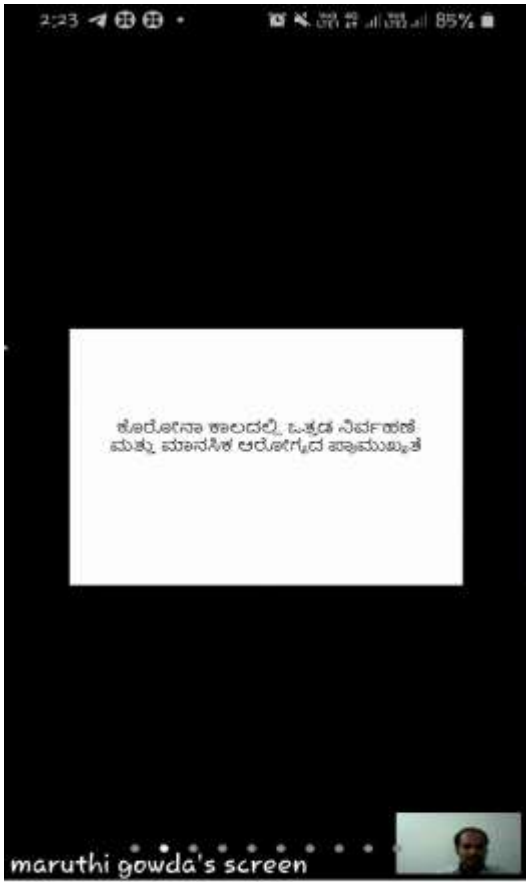 2:23
85%
ಕೊರೋನಾ ಕಾಲದಲ್ಲಿ ಒತ್ತಡ ನಿರ್ವಹಣೆ
ಮತ್ತು ಮಾನಸಿಕ ಆರೋಗ್ಯದ ಪ್ರಾಮುಖ್ಯತೆ
maruthi gowda's screen